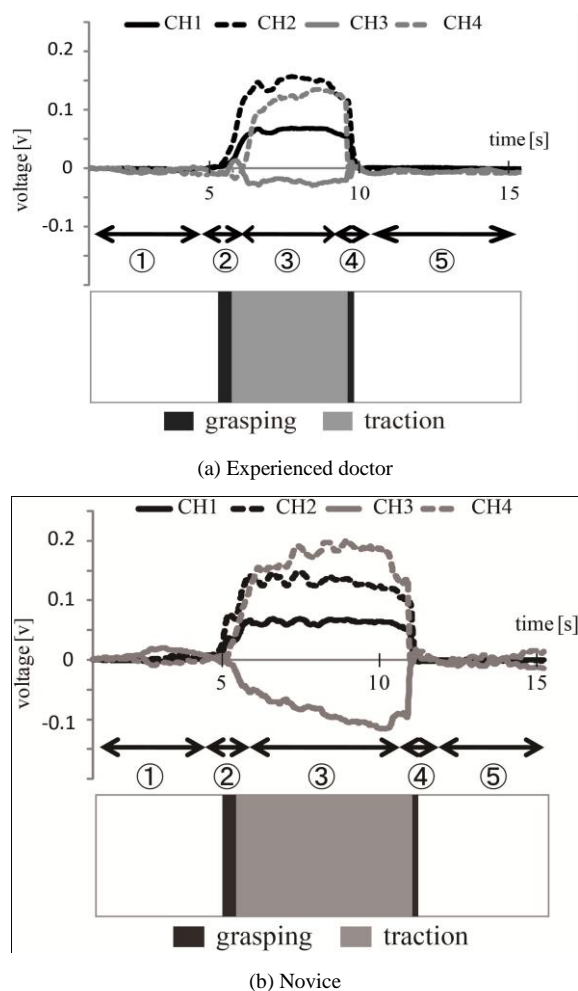 CH1 CH2 CH3 CH4
0.2
0.1
0
-0.1
voltage [v]
time [s]
5 10 15
① ② ③ ④ ⑤
grasping traction
(a) Experienced doctor
CH1 CH2 CH3 CH4
0.2
0.1
0
-0.1
voltage [v]
time [s]
5 10 15
① ② ③ ④ ⑤
grasping traction
(b) Novice